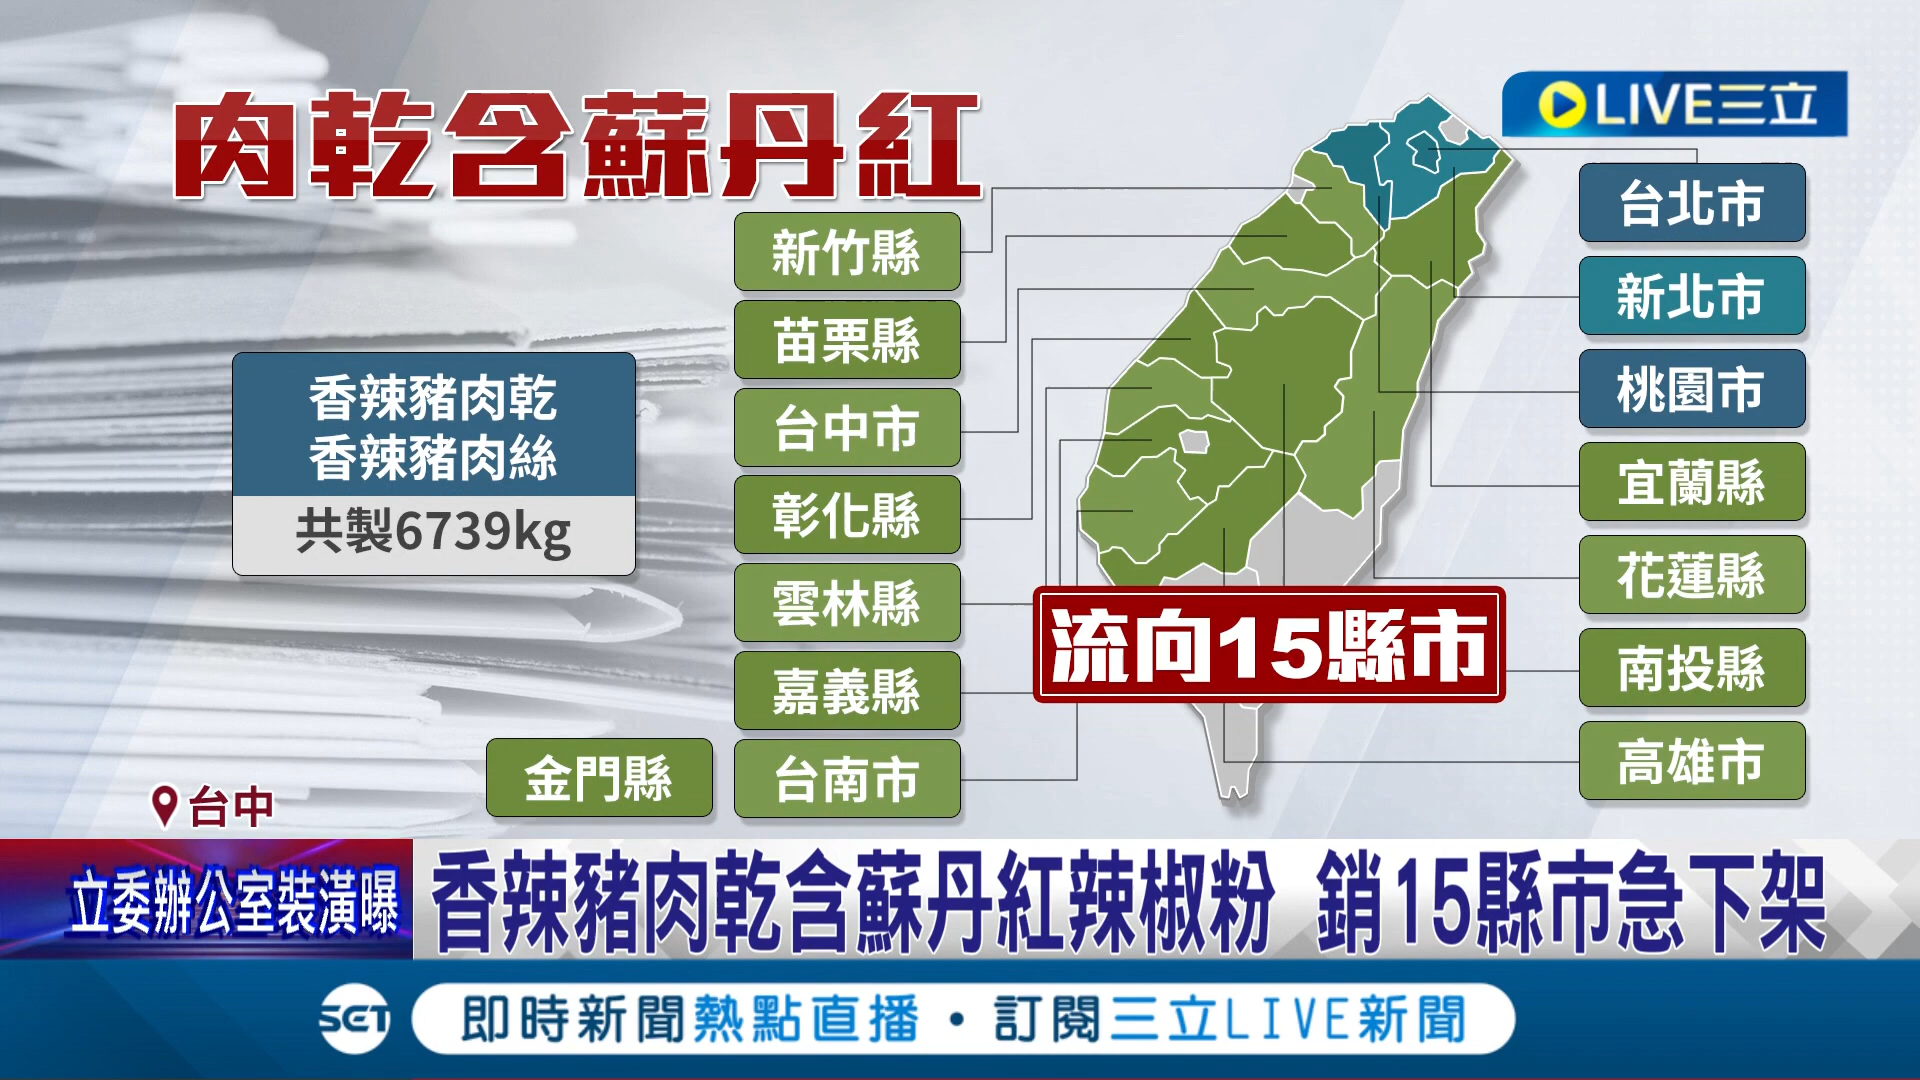 肉乾含蘇丹紅
LIVE三立
香辣豬肉乾
香辣豬肉絲
共製6739kg
新竹縣
苗栗縣
台中市
彰化縣
雲林縣
嘉義縣
台南市
金門縣
台北市
新北市
桃園市
宜蘭縣
花蓮縣
南投縣
高雄市
流向15縣市
台中
立委辦公室裝潢曝
香辣豬肉乾含蘇丹紅辣椒粉 銷15縣市急下架
SET
即時新聞熱點直播・訂閱三立LIVE新聞